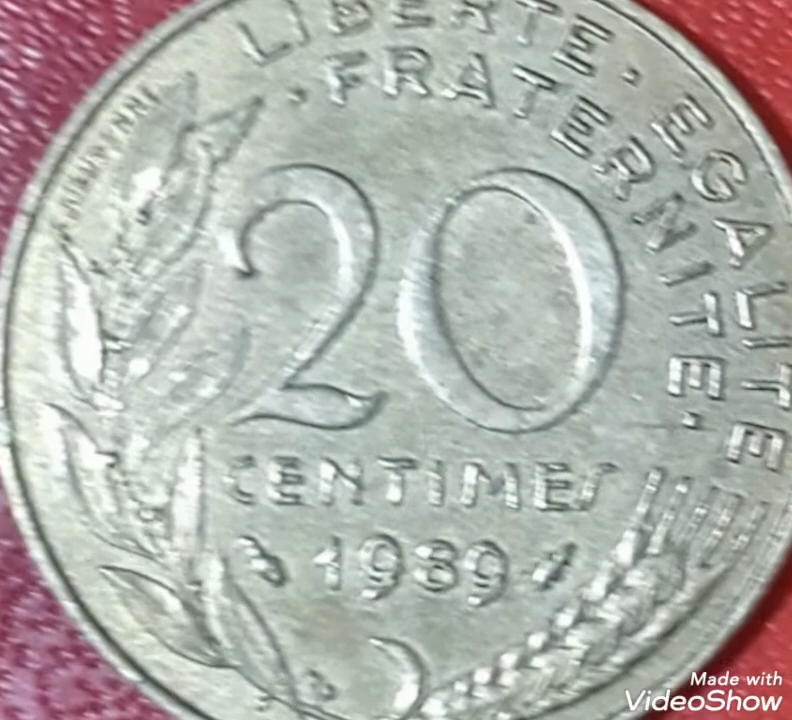 LIBERTE · EGALITE
· FRATERNITE ·
20
CENTIMES
1989
Made with
VideoShow